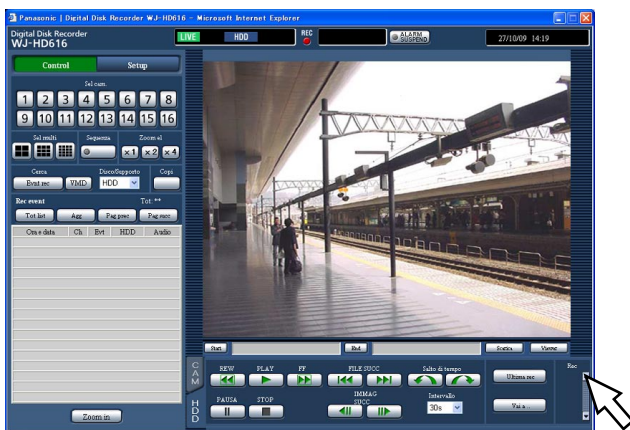 Panasonic | Digital Disk Recorder WJ-HD616 - Microsoft Internet Explorer
Digital Disk Recorder
WJ-HD616
LIVE HDD REC ALARM SUSPEND 27/10/09 14:19
Control Setup
Sel cam.
1 2 3 4 5 6 7 8
9 10 11 12 13 14 15 16
Sel multi Sequenza Zoom el
x1 x2 x4
Cerca Disco/Supporto Copi
Evnt rec VMD HDD
Rec event Tot: **
Tot list Agg Pag prec Pag succ
Ora e data Ch Evt HDD Audio
Zoom in
Start End Scarica Viewer
CAM
HDD
REW PLAY FF FILE SUCC Salto di tempo Rec
Ultima rec
PAUSA STOP IMMAG SUCC Intervallo
30s Vai a